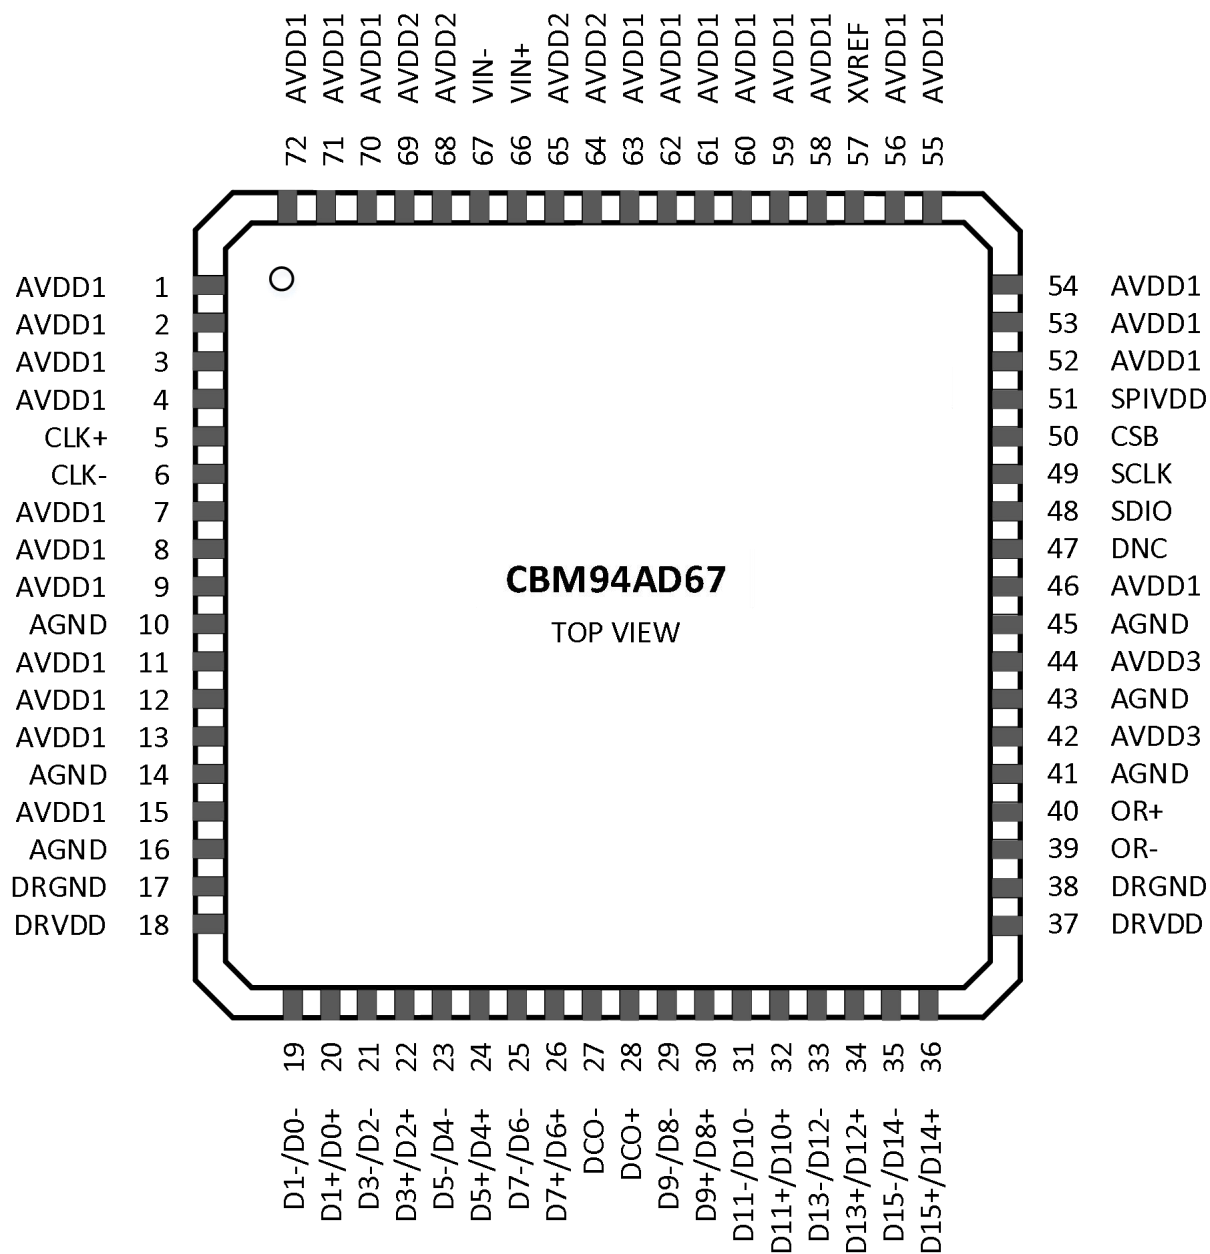 AVDD1 AVDD1 AVDD1 AVDD2 AVDD2 VIN- VIN+ AVDD2 AVDD2 AVDD1 AVDD1 AVDD1 AVDD1 AVDD1 AVDD1 XVREF AVDD1 AVDD1
72 71 70 69 68 67 66 65 64 63 62 61 60 59 58 57 56 55
AVDD1 1
AVDD1 2
AVDD1 3
AVDD1 4
CLK+ 5
CLK- 6
AVDD1 7
AVDD1 8
AVDD1 9
AGND 10
AVDD1 11
AVDD1 12
AVDD1 13
AGND 14
AVDD1 15
AGND 16
DRGND 17
DRVDD 18
CBM94AD67
TOP VIEW
54 AVDD1
53 AVDD1
52 AVDD1
51 SPIVDD
50 CSB
49 SCLK
48 SDIO
47 DNC
46 AVDD1
45 AGND
44 AVDD3
43 AGND
42 AVDD3
41 AGND
40 OR+
39 OR-
38 DRGND
37 DRVDD
19 20 21 22 23 24 25 26 27 28 29 30 31 32 33 34 35 36
D1-/D0- D1+/D0+ D3-/D2- D3+/D2+ D5-/D4- D5+/D4+ D7-/D6- D7+/D6+ DCO- DCO+ D9-/D8- D9+/D8+ D11-/D10- D11+/D10+ D13-/D12- D13+/D12+ D15-/D14- D15+/D14+